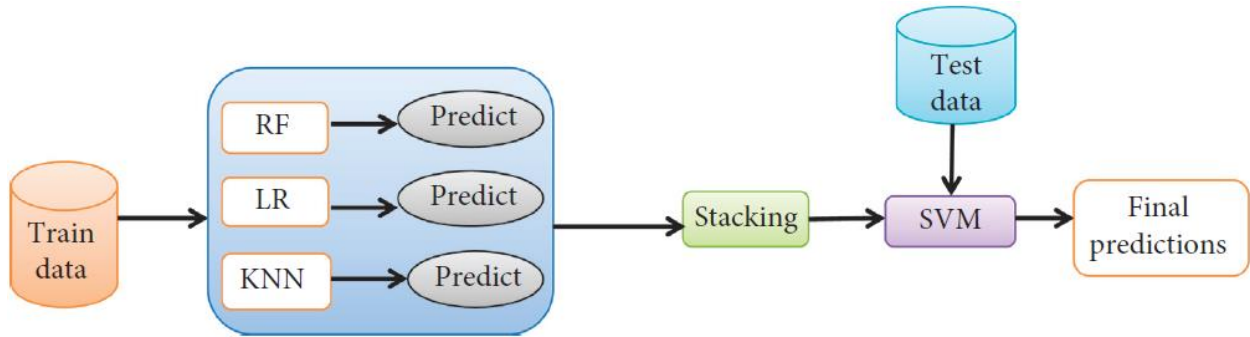 Train
data
RF
Predict
LR
Predict
KNN
Predict
Stacking
Test
data
SVM
Final
predictions